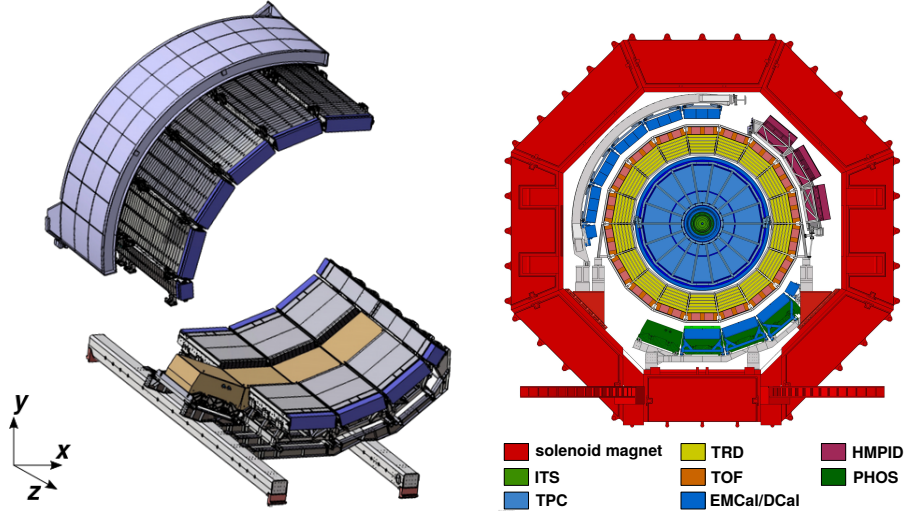 y
x
z
solenoid magnet TRD HMPID
ITS TOF PHOS
TPC EMCal/DCal